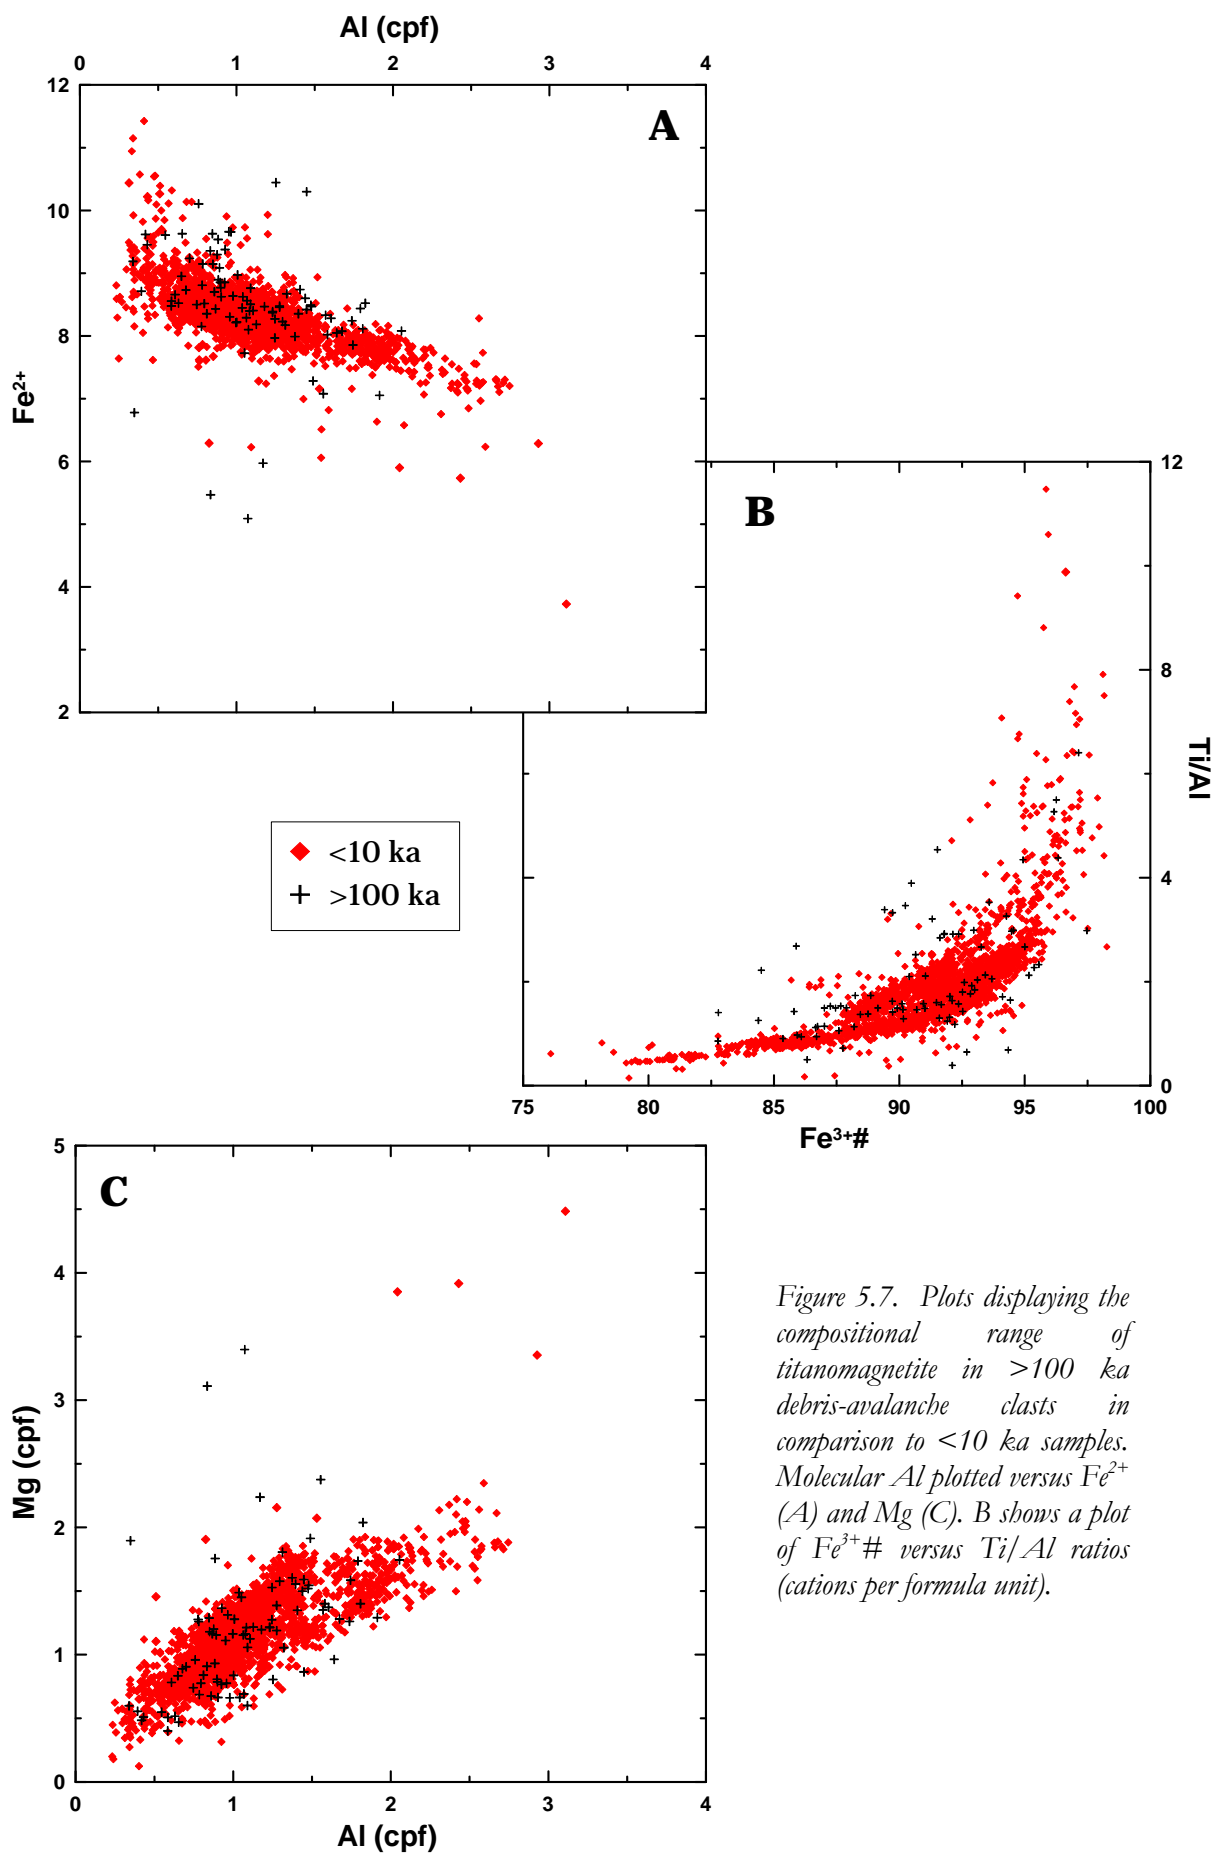 Al (cpf)
0 1 2 3 4
12
10
8
6
4
2
Fe2+
A
B
12
8
4
0
Ti/Al
75 80 85 90 95 100
Fe3+#
<10 ka
>100 ka
C
5
4
3
2
1
0
Mg (cpf)
0 1 2 3 4
Al (cpf)
Figure 5.7. Plots displaying the
compositional range of
titanomagnetite in >100 ka
debris-avalanche clasts in
comparison to <10 ka samples.
Molecular Al plotted versus Fe2+
(A) and Mg (C). B shows a plot
of Fe3+# versus Ti/Al ratios
(cations per formula unit).